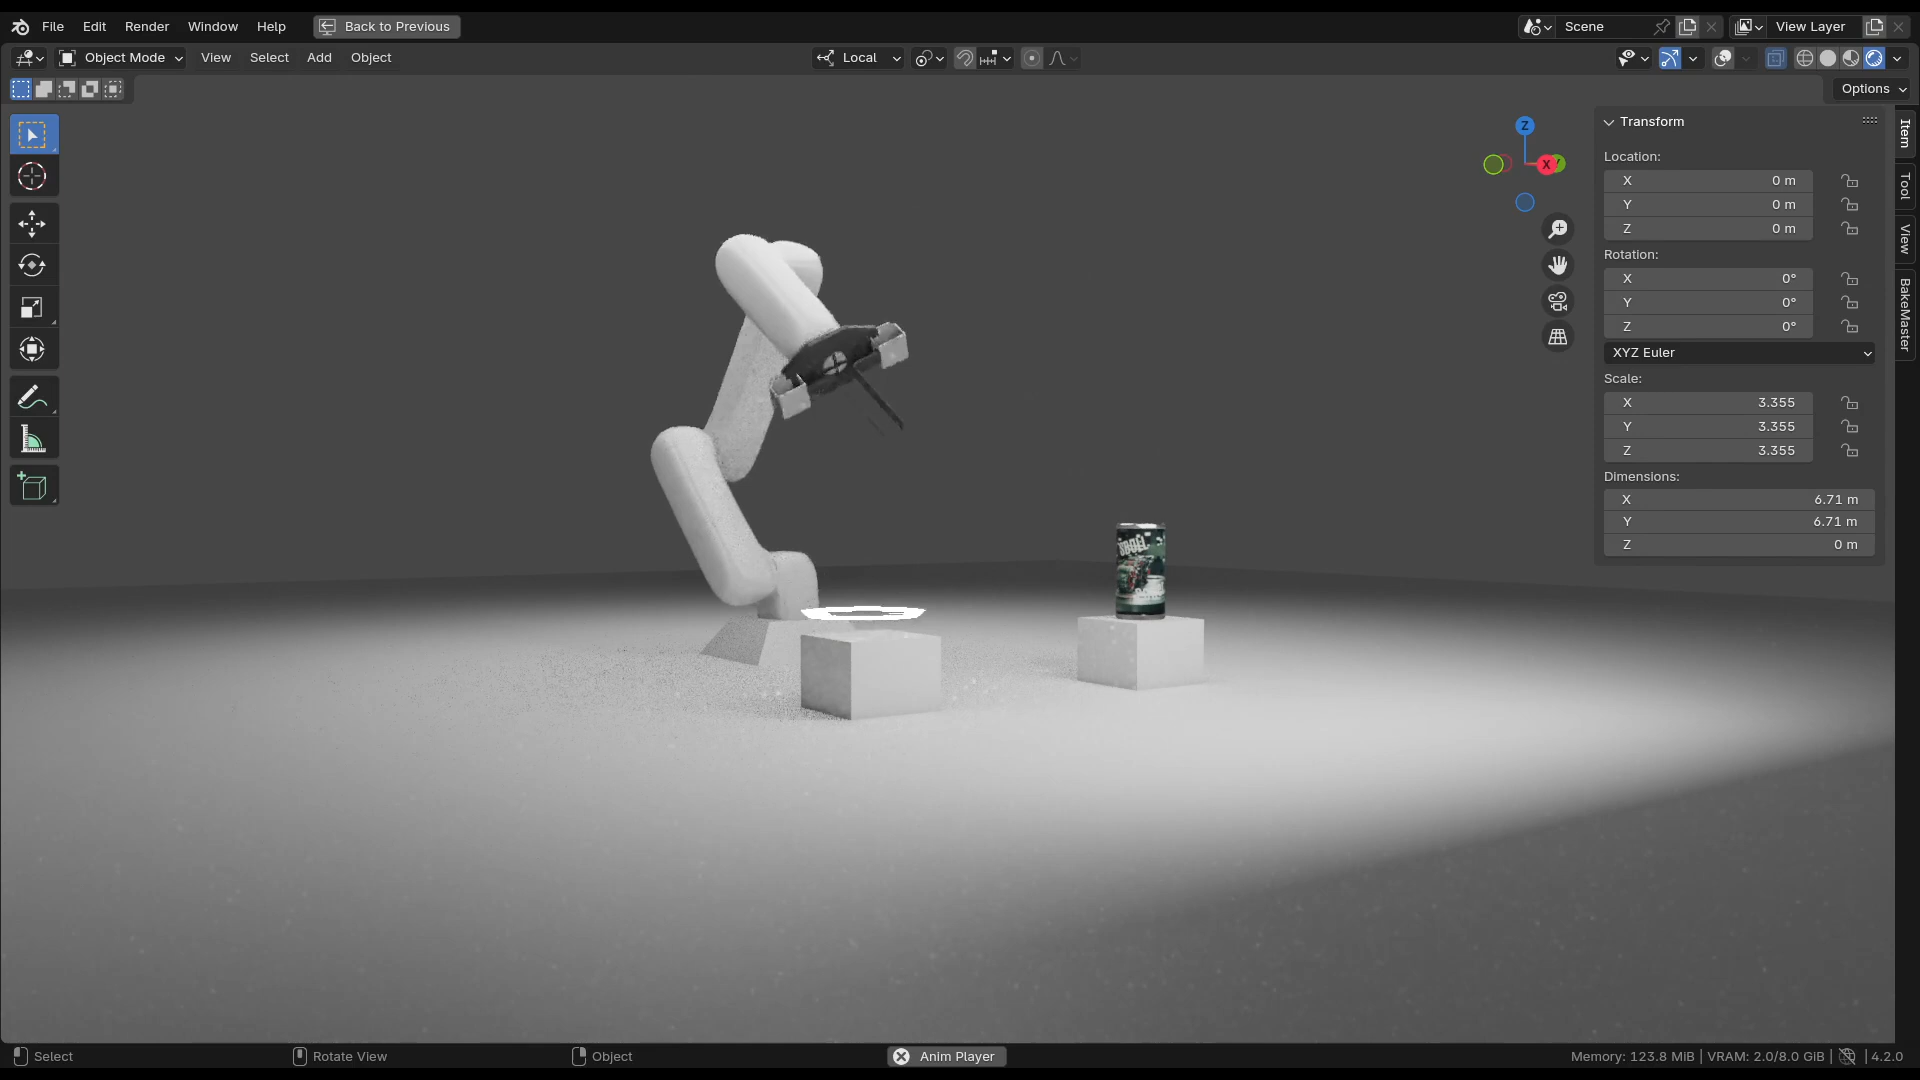 File Edit Render Window Help Back to Previous Scene View Layer
Object Mode View Select Add Object Local
Options
Z
X Y
Transform
Location:
X 0 m
Y 0 m
Z 0 m
Rotation:
X 0°
Y 0°
Z 0°
XYZ Euler
Scale:
X 3.355
Y 3.355
Z 3.355
Dimensions:
X 6.71 m
Y 6.71 m
Z 0 m
Item
Tool
View
BakeMaster
Select Rotate View Object Anim Player Memory: 123.8 MiB | VRAM: 2.0/8.0 GiB | 4.2.0